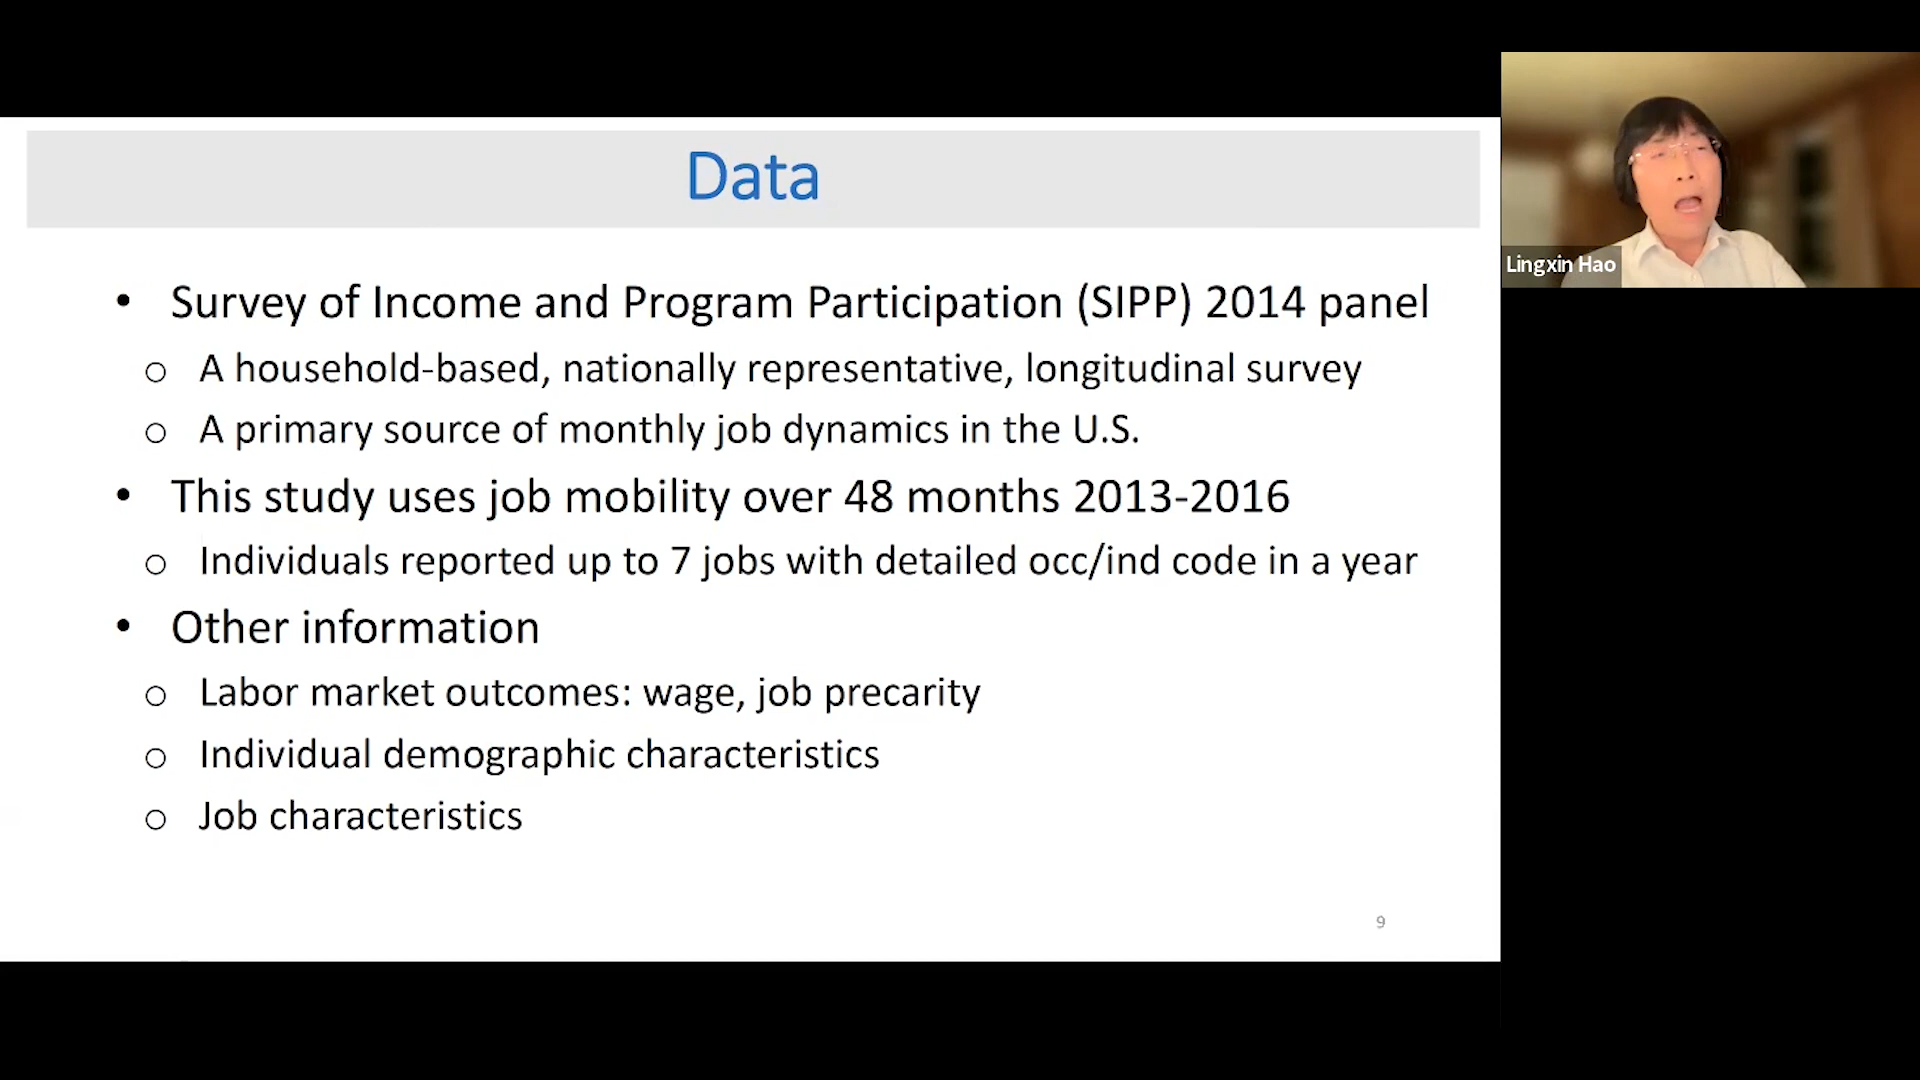 Data
• Survey of Income and Program Participation (SIPP) 2014 panel
o A household-based, nationally representative, longitudinal survey
o A primary source of monthly job dynamics in the U.S.
• This study uses job mobility over 48 months 2013-2016
o Individuals reported up to 7 jobs with detailed occ/ind code in a year
• Other information
o Labor market outcomes: wage, job precarity
o Individual demographic characteristics
o Job characteristics
9
Lingxin Hao